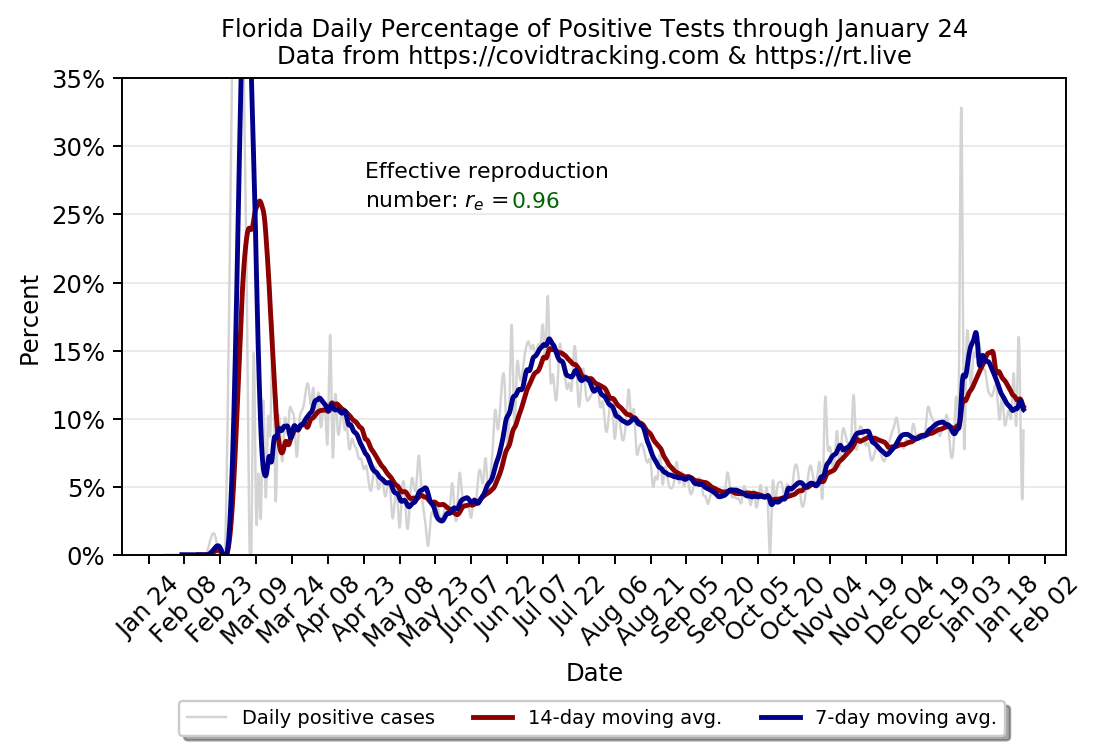 Florida Daily Percentage of Positive Tests through January 24
Data from https://covidtracking.com & https://rt.live
35%
30%
25%
20%
15%
10%
5%
0%
Percent
Effective reproduction
number: rₑ = 0.96
Jan 24
Feb 08
Feb 23
Mar 09
Mar 24
Apr 08
Apr 23
May 08
May 23
Jun 07
Jun 22
Jul 07
Jul 22
Aug 06
Aug 21
Sep 05
Sep 20
Oct 05
Oct 20
Nov 04
Nov 19
Dec 04
Dec 19
Jan 03
Jan 18
Feb 02
Date
Daily positive cases
14-day moving avg.
7-day moving avg.